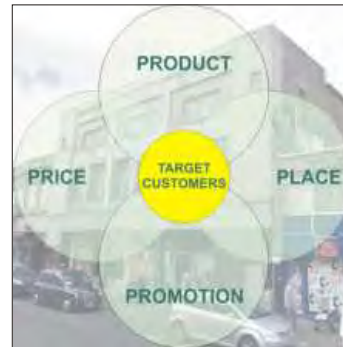 PRODUCT
PRICE
TARGET
CUSTOMERS
PLACE
PROMOTION